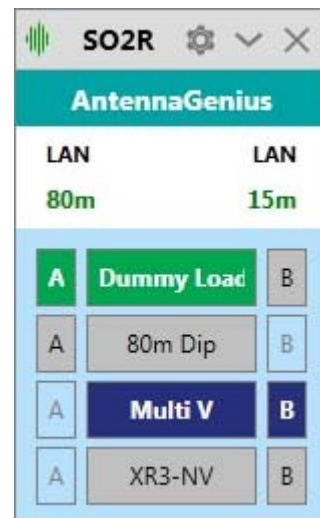 SO2R
AntennaGenius
LAN LAN
80m 15m
A Dummy Load B
A 80m Dip B
A Multi V B
A XR3-NV B